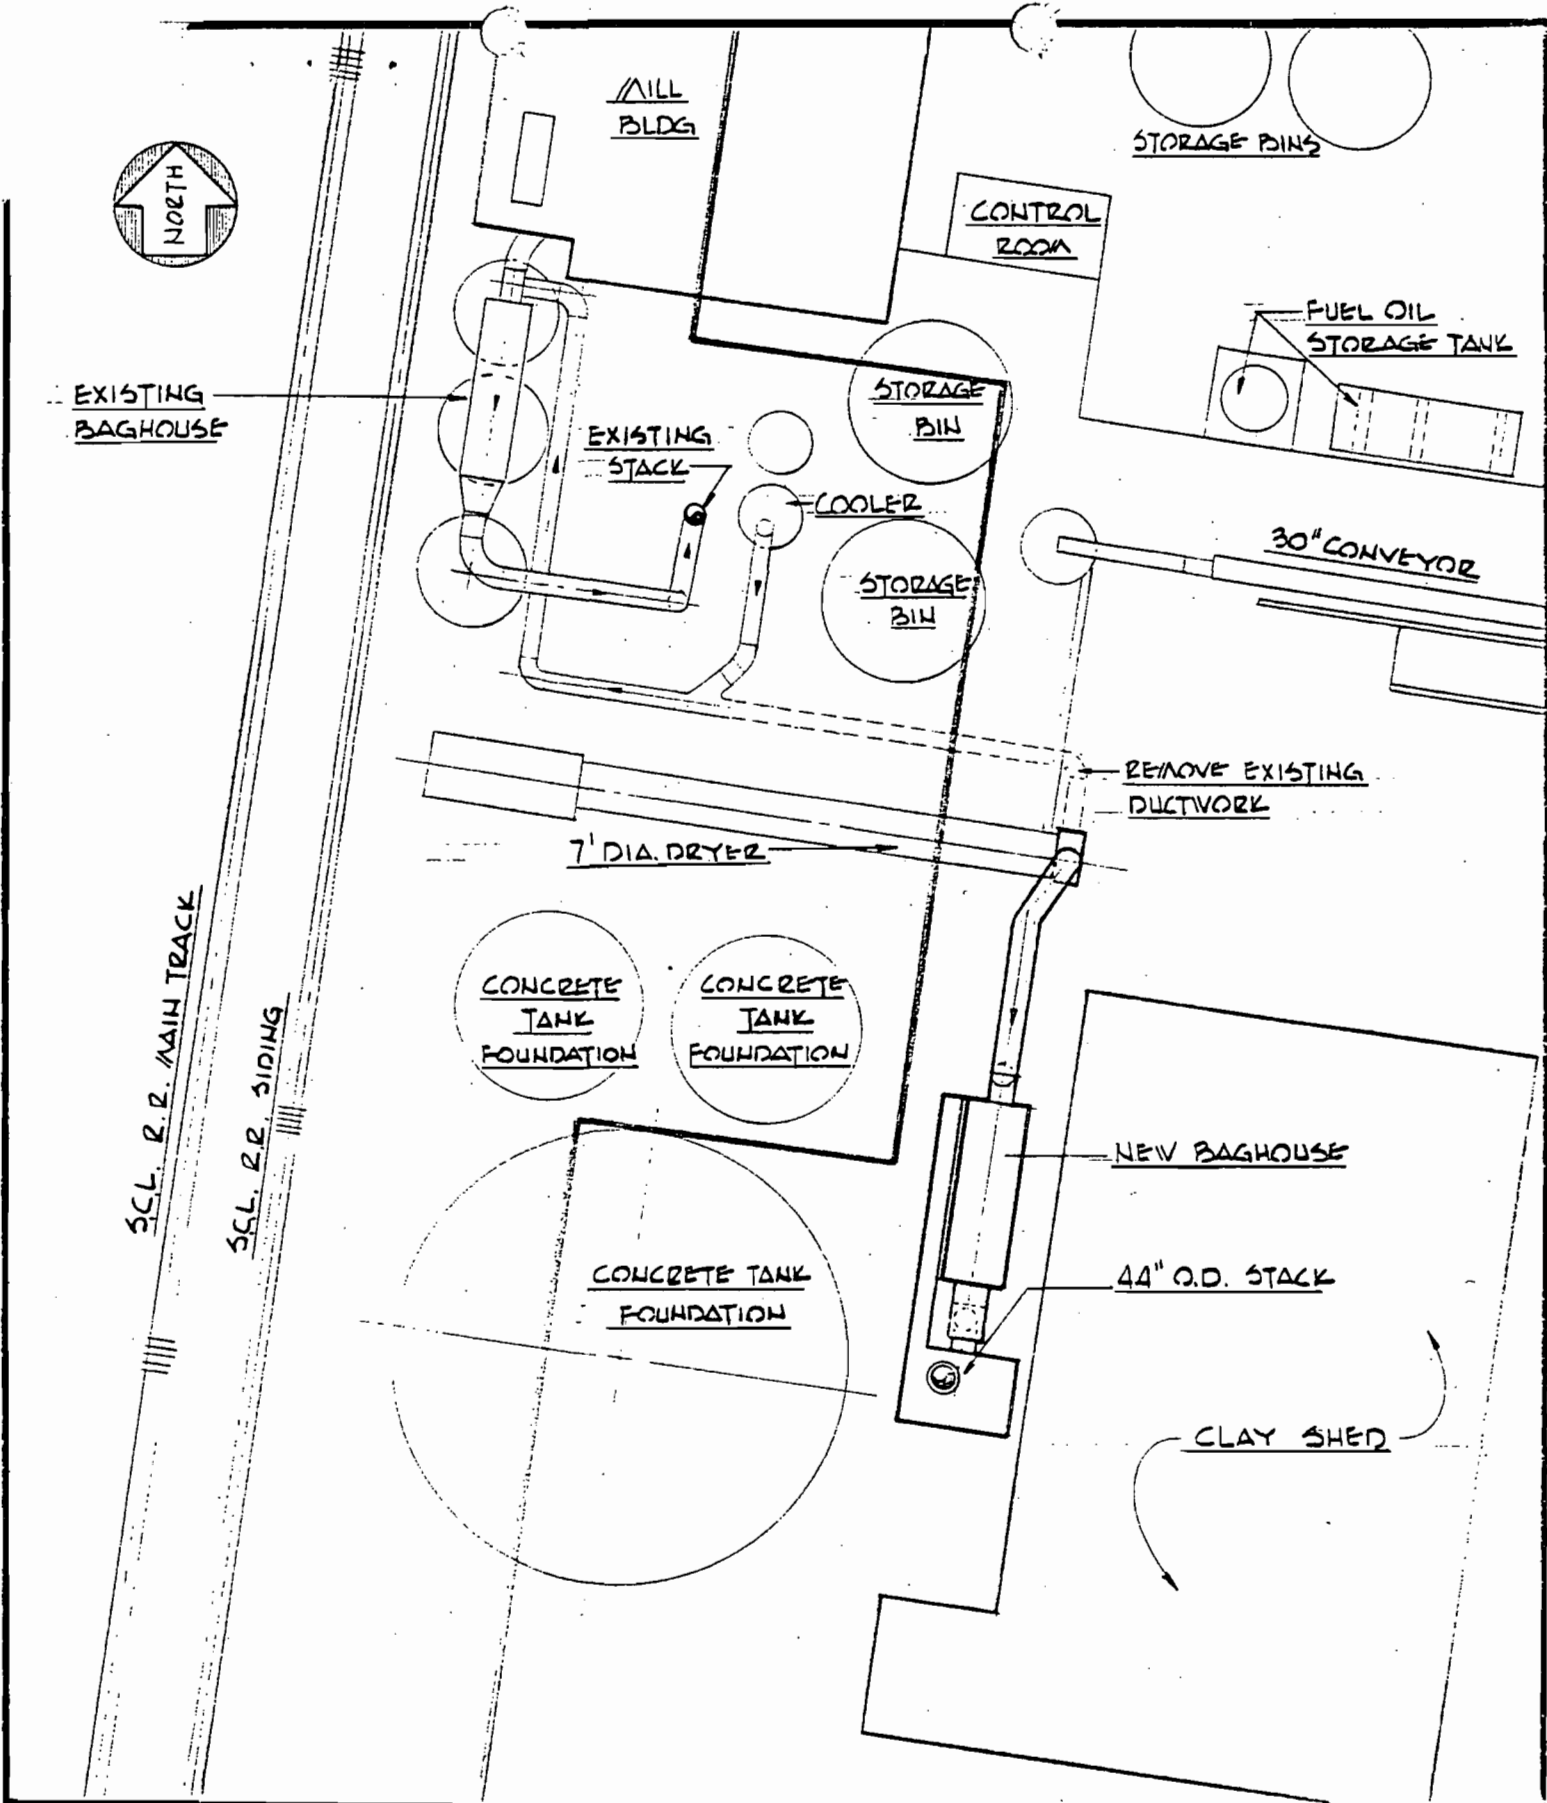 MILL
BLDG
STORAGE BINS
NORTH
CONTROL
ROOM
FUEL OIL
STORAGE TANK
EXISTING
BAGHOUSE
STORAGE
BIN
EXISTING
STACK
COOLER
30" CONVEYOR
STORAGE
BIN
REMOVE EXISTING
DUCTWORK
7' DIA. DRYER
S.C.L. R.R. MAIN TRACK
S.C.L. R.R. SIDING
CONCRETE
TANK
FOUNDATION
CONCRETE
TANK
FOUNDATION
NEW BAGHOUSE
CONCRETE TANK
FOUNDATION
44" O.D. STACK
CLAY SHED